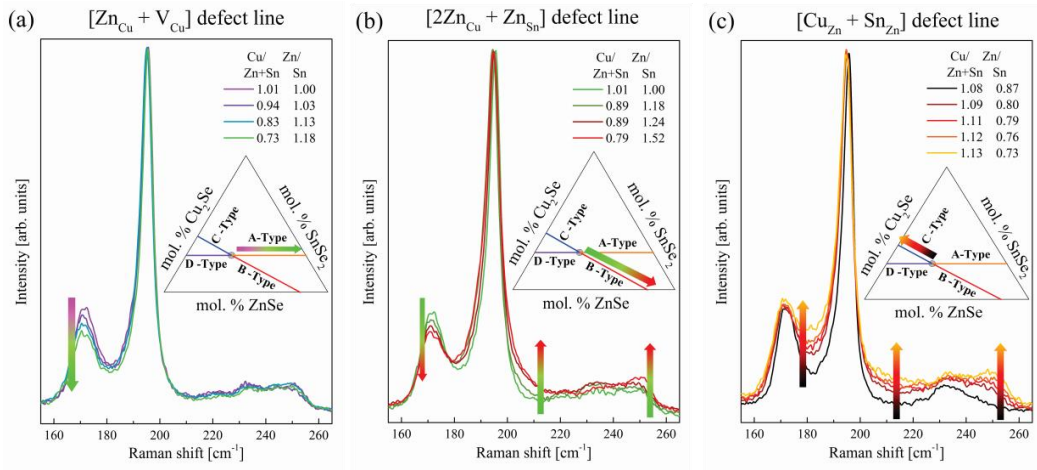 (a)
[Zn_Cu + V_Cu] defect line
Cu/ Zn/
Zn+Sn Sn
1.01 1.00
0.94 1.03
0.83 1.13
0.73 1.18
mol. % Cu2Se
mol. % SnSe2
C -Type
A-Type
D -Type
B -Type
mol. % ZnSe
Intensity [arb. units]
160 180 200 220 240 260
Raman shift [cm-1]
(b)
[2Zn_Cu + Zn_Sn] defect line
Cu/ Zn/
Zn+Sn Sn
1.01 1.00
0.89 1.18
0.89 1.24
0.79 1.52
mol. % Cu2Se
mol. % SnSe2
C -Type
A-Type
D -Type
B -Type
mol. % ZnSe
Intensity [arb. units]
160 180 200 220 240 260
Raman shift [cm-1]
(c)
[Cu_Zn + Sn_Zn] defect line
Cu/ Zn/
Zn+Sn Sn
1.08 0.87
1.09 0.80
1.11 0.79
1.12 0.76
1.13 0.73
mol. % Cu2Se
mol. % SnSe2
C -Type
A-Type
D -Type
B -Type
mol. % ZnSe
Intensity [arb. units]
160 180 200 220 240 260
Raman shift [cm-1]